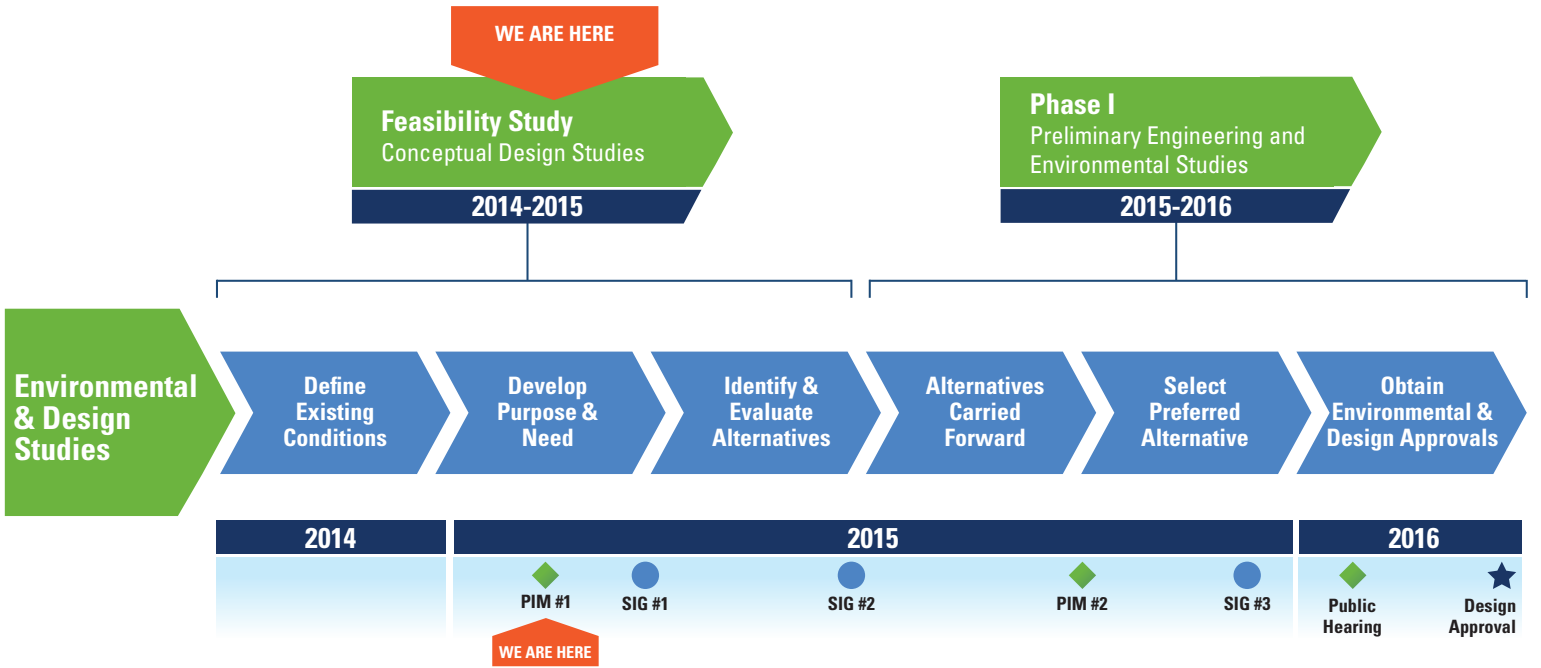 WE ARE HERE
Feasibility Study
Conceptual Design Studies
2014-2015
Phase I
Preliminary Engineering and
Environmental Studies
2015-2016
Environmental
& Design
Studies
Define
Existing
Conditions
Develop
Purpose &
Need
Identify &
Evaluate
Alternatives
Alternatives
Carried
Forward
Select
Preferred
Alternative
Obtain
Environmental &
Design Approvals
2014
2015
2016
PIM #1
SIG #1
SIG #2
PIM #2
SIG #3
Public
Hearing
Design
Approval
WE ARE HERE